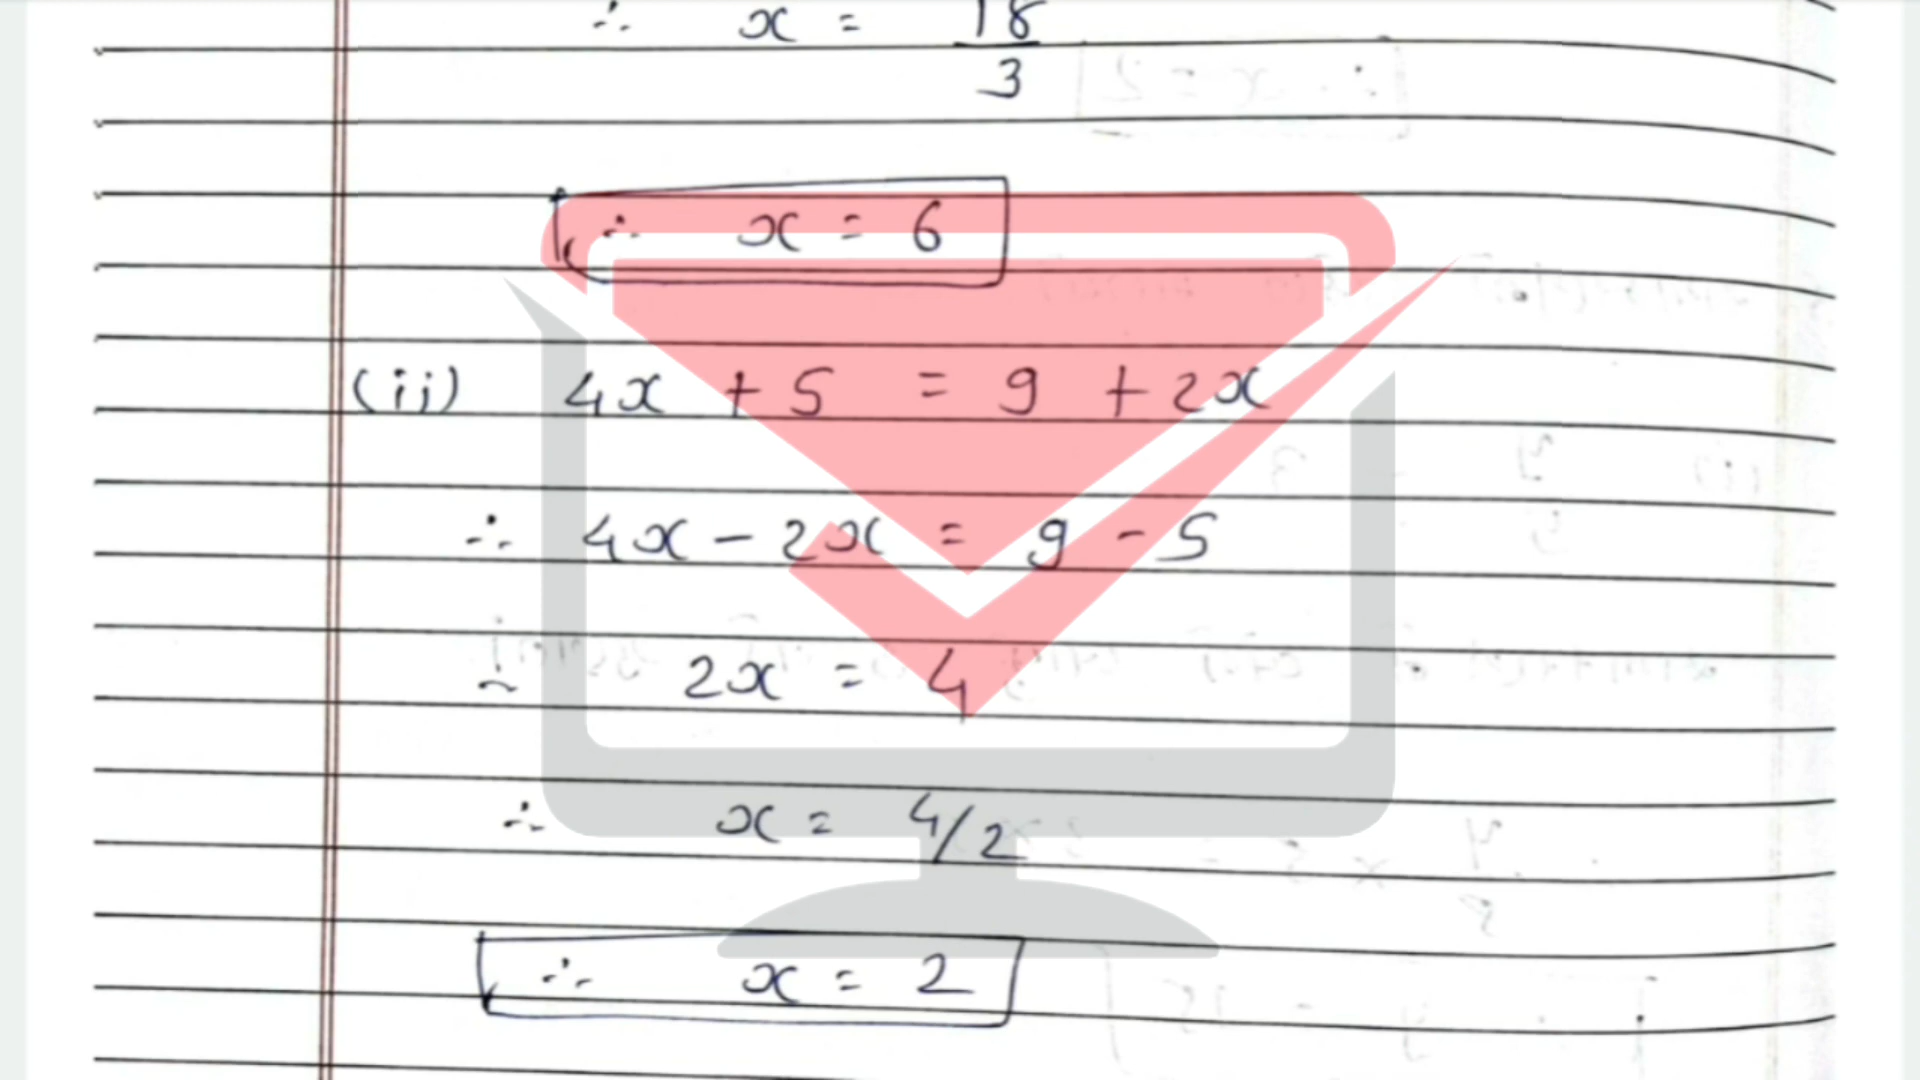 ∴ x = 18/3
∴ x = 6
(ii) 4x + 5 = 9 + 2x
∴ 4x - 2x = 9 - 5
∴ 2x = 4
∴ x = 4/2
∴ x = 2